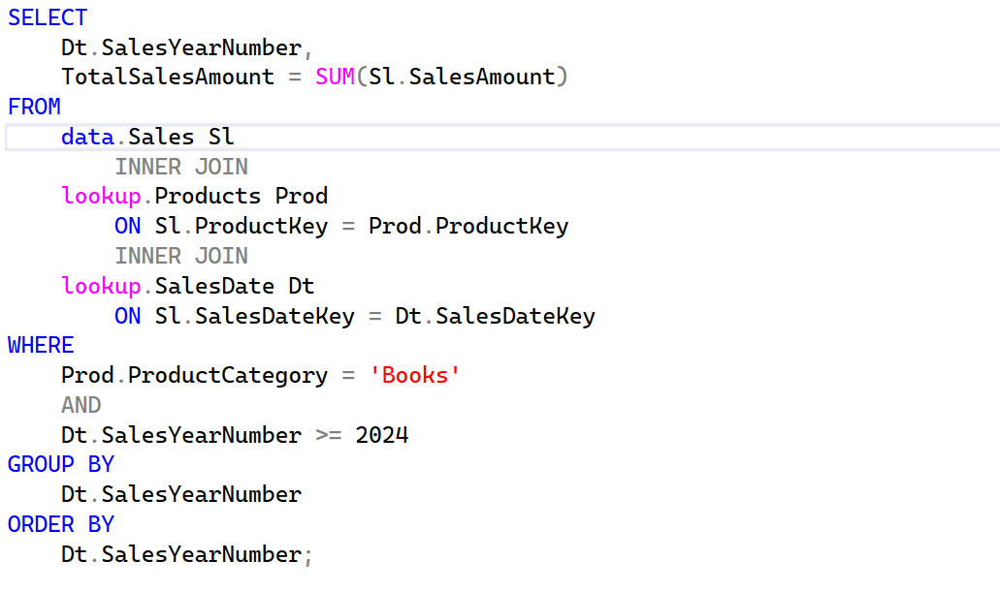 SELECT
    Dt.SalesYearNumber,
    TotalSalesAmount = SUM(Sl.SalesAmount)
FROM
    data.Sales Sl
        INNER JOIN
    lookup.Products Prod
        ON Sl.ProductKey = Prod.ProductKey
        INNER JOIN
    lookup.SalesDate Dt
        ON Sl.SalesDateKey = Dt.SalesDateKey
WHERE
    Prod.ProductCategory = 'Books'
    AND
    Dt.SalesYearNumber >= 2024
GROUP BY
    Dt.SalesYearNumber
ORDER BY
    Dt.SalesYearNumber;